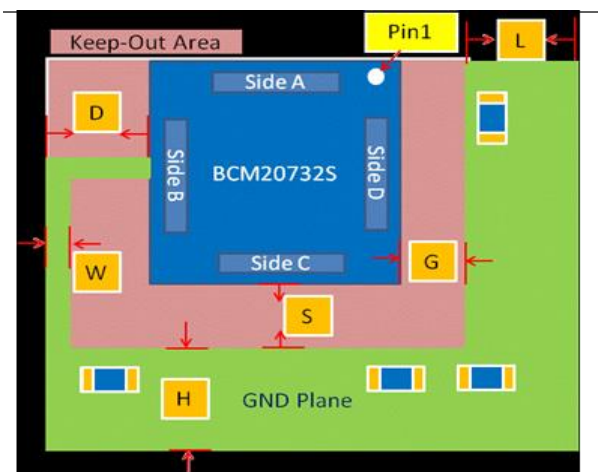 Keep-Out Area
Pin1
L
Side A
D
Side B
BCM20732S
Side D
Side C
G
W
S
H
GND Plane